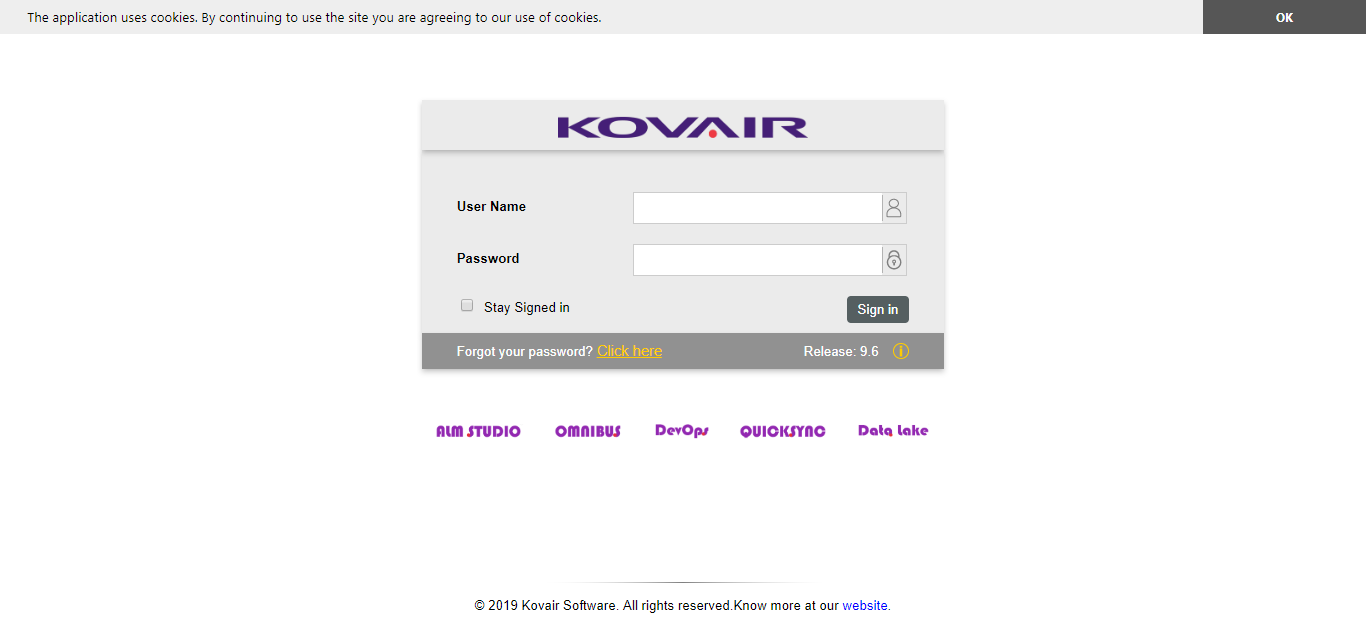 The application uses cookies. By continuing to use the site you are agreeing to our use of cookies.
OK
KOVAIR
User Name
Password
Stay Signed in
Sign in
Forgot your password? Click here
Release: 9.6
ALM STUDIO
OMNIBUS
DevOps
QUICKSYNC
Data Lake
© 2019 Kovair Software. All rights reserved.Know more at our website.